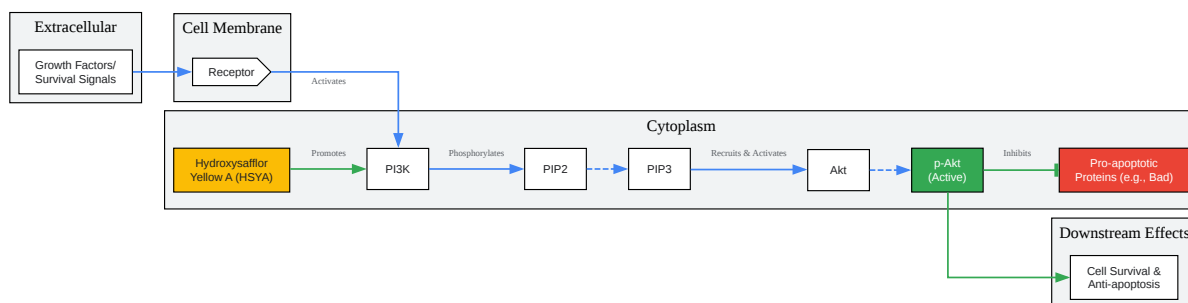 Extracellular
Growth Factors/
Survival Signals
Cell Membrane
Receptor
Activates
Cytoplasm
Hydroxysafflor
Yellow A (HSYA)
Promotes
PI3K
Phosphorylates
PIP2
PIP3
Recruits & Activates
Akt
p-Akt
(Active)
Inhibits
Pro-apoptotic
Proteins (e.g., Bad)
Downstream Effects
Cell Survival &
Anti-apoptosis